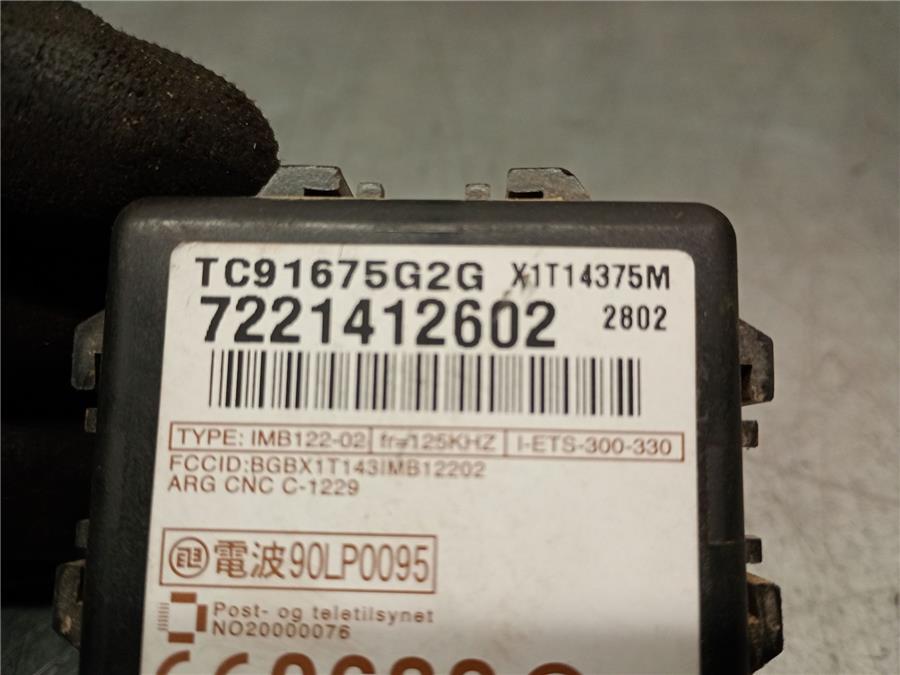 TC91675G2G X1T14375M
7221412602 2802
TYPE: IMB122-02 fr=125KHZ I-ETS-300-330
FCCID:BGBX1T143IMB12202
ARG CNC C-1229
電波90LP0095
Post- og teletilsynet
NO20000076